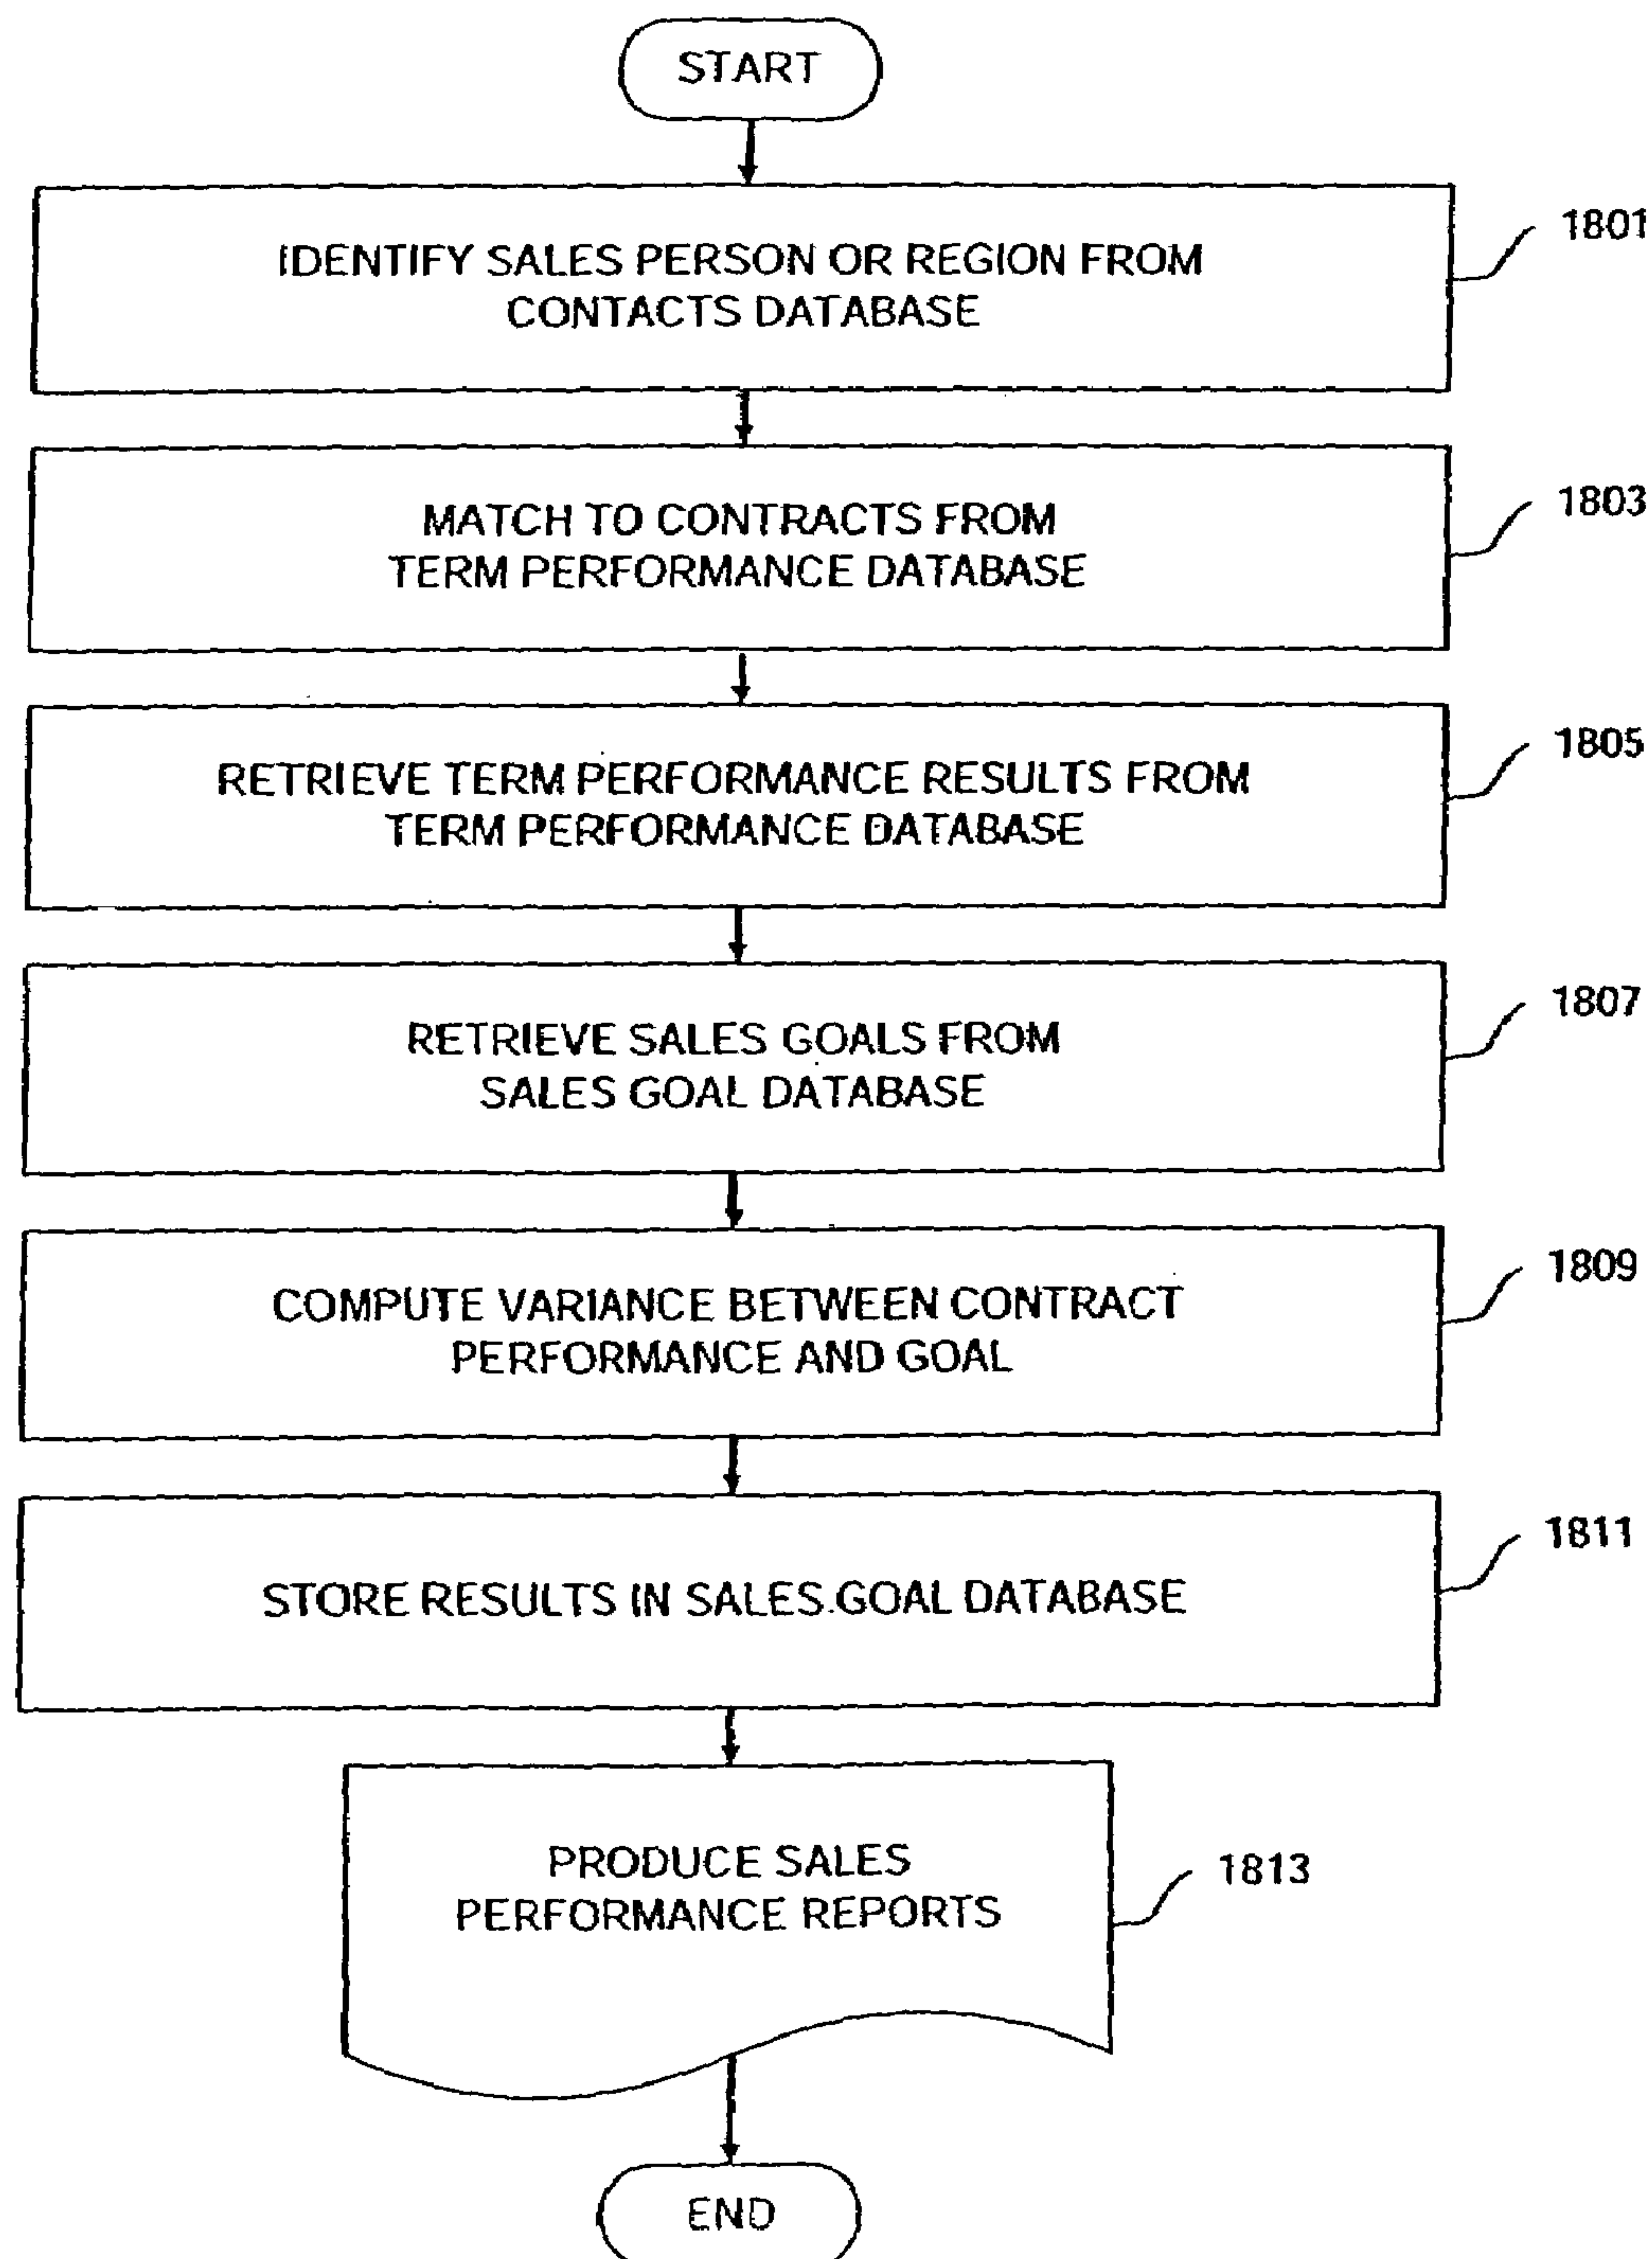 START
IDENTIFY SALES PERSON OR REGION FROM
CONTACTS DATABASE
1801
MATCH TO CONTRACTS FROM
TERM PERFORMANCE DATABASE
1803
RETRIEVE TERM PERFORMANCE RESULTS FROM
TERM PERFORMANCE DATABASE
1805
RETRIEVE SALES GOALS FROM
SALES GOAL DATABASE
1807
COMPUTE VARIANCE BETWEEN CONTRACT
PERFORMANCE AND GOAL
1809
STORE RESULTS IN SALES GOAL DATABASE
1811
PRODUCE SALES
PERFORMANCE REPORTS
1813
END